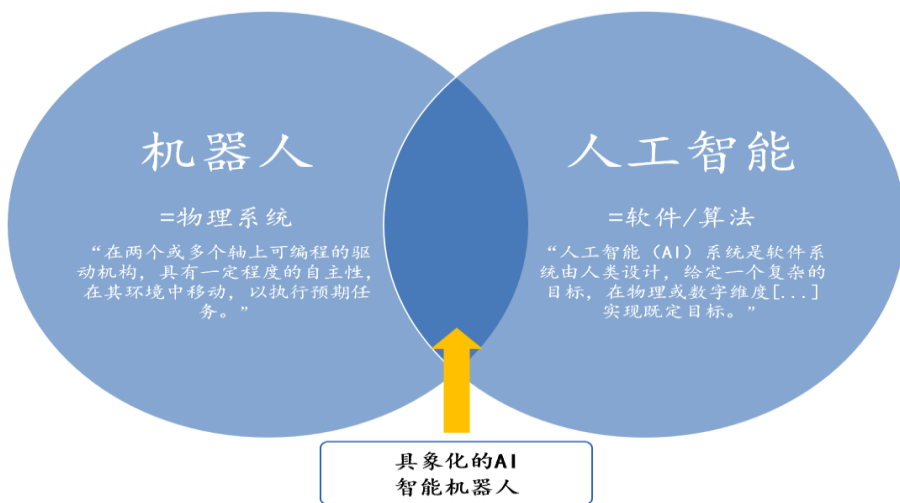 机器人
=物理系统
“在两个或多个轴上可编程的驱
动机构，具有一定程度的自主性，
在其环境中移动，以执行预期任
务。”
人工智能
=软件/算法
“人工智能（AI）系统是软件系
统由人类设计，给定一个复杂的
目标，在物理或数字维度[...]
实现既定目标。”
具象化的AI
智能机器人